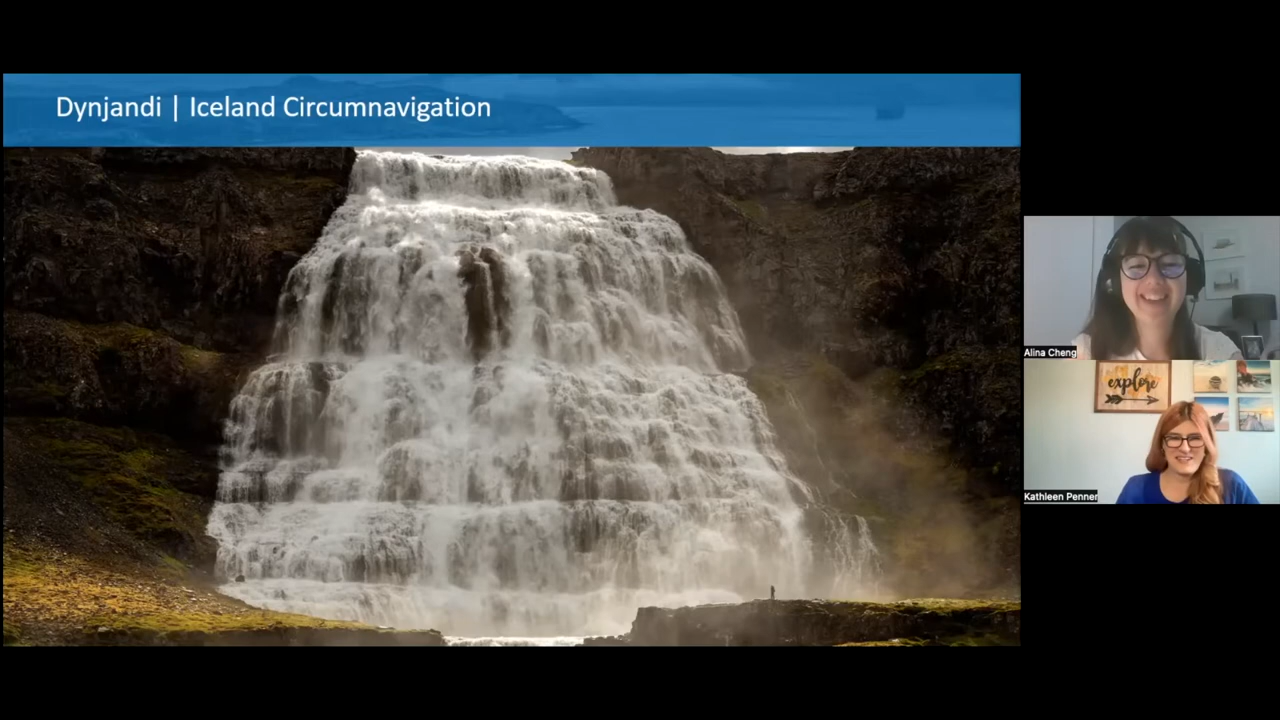 Dynjandi | Iceland Circumnavigation
Alina Cheng
explore
Kathleen Penner